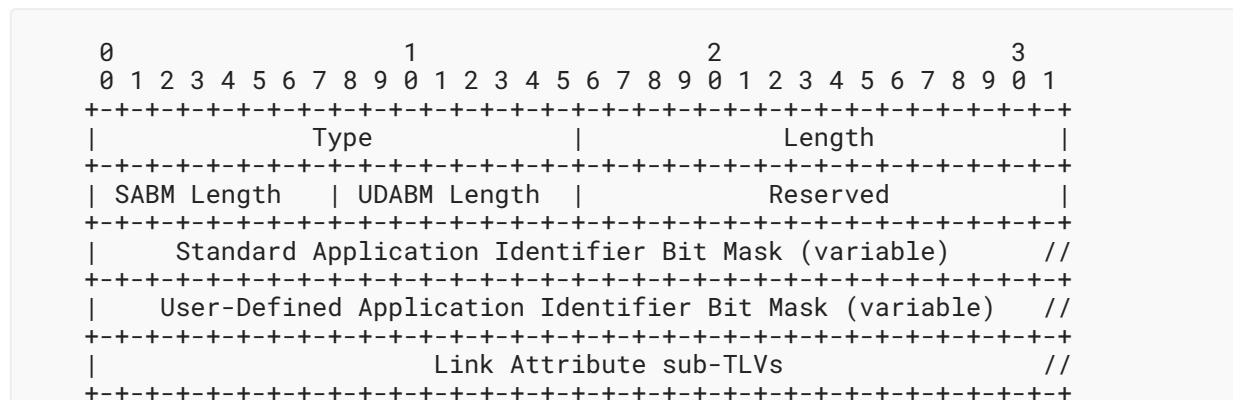 0                   1                   2                   3
 0 1 2 3 4 5 6 7 8 9 0 1 2 3 4 5 6 7 8 9 0 1 2 3 4 5 6 7 8 9 0 1
+-+-+-+-+-+-+-+-+-+-+-+-+-+-+-+-+-+-+-+-+-+-+-+-+-+-+-+-+-+-+-+-+
|              Type             |             Length            |
+-+-+-+-+-+-+-+-+-+-+-+-+-+-+-+-+-+-+-+-+-+-+-+-+-+-+-+-+-+-+-+-+
| SABM Length   | UDABM Length  |            Reserved           |
+-+-+-+-+-+-+-+-+-+-+-+-+-+-+-+-+-+-+-+-+-+-+-+-+-+-+-+-+-+-+-+-+
|     Standard Application Identifier Bit Mask (variable)      //
+-+-+-+-+-+-+-+-+-+-+-+-+-+-+-+-+-+-+-+-+-+-+-+-+-+-+-+-+-+-+-+-+
|    User-Defined Application Identifier Bit Mask (variable)   //
+-+-+-+-+-+-+-+-+-+-+-+-+-+-+-+-+-+-+-+-+-+-+-+-+-+-+-+-+-+-+-+-+
|                      Link Attribute sub-TLVs                 //
+-+-+-+-+-+-+-+-+-+-+-+-+-+-+-+-+-+-+-+-+-+-+-+-+-+-+-+-+-+-+-+-+